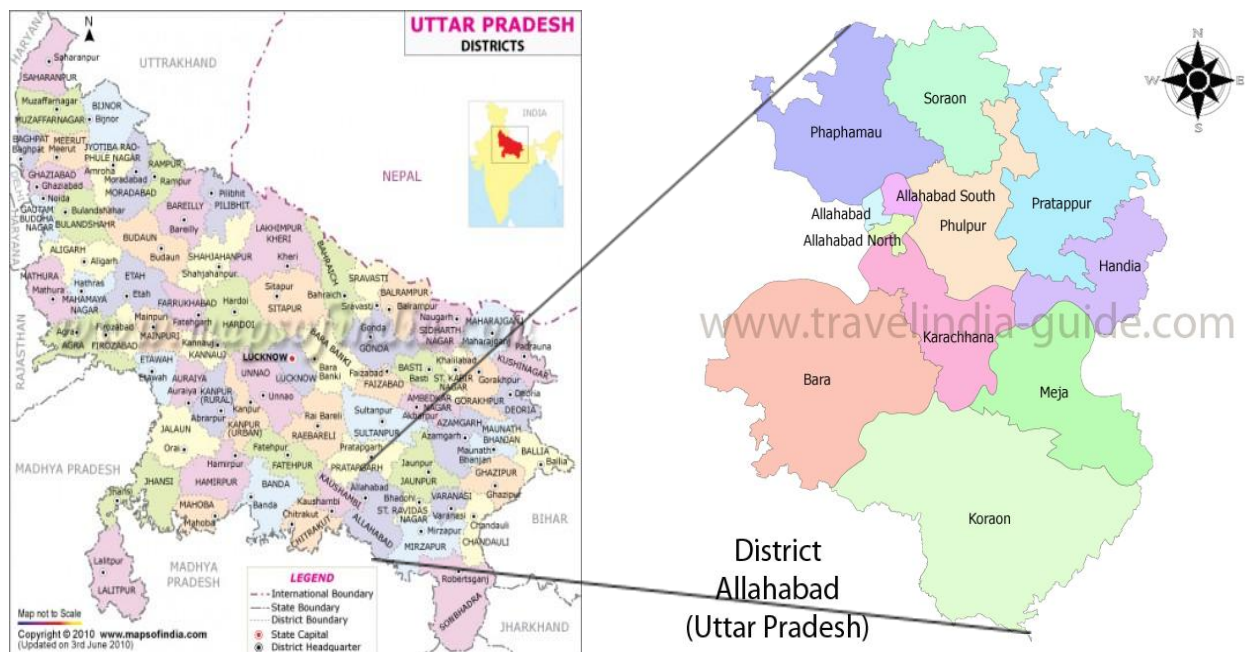 UTTAR PRADESH
DISTRICTS
N
HARYANA
UTTRAKHAND
Saharanpur
SAHARANPUR
Muzaffarnagar
MUZAFFARNAGAR
BIJNOR
Bijnor
INDIA
NEPAL
BAGHPAT
Baghpat
MEERUT
Meerut
JYOTIBA RAO-
PHULE NAGAR
Amroha
RAMPUR
Rampur
Moradabad
MORADABAD
GHAZIABAD
Ghaziabad
Noida
GAUTAM
BUDDHA
NAGAR
Bulandshahar
BULANDSHAHR
BAREILLY
Bareilly
Pilibhit
PILIBHIT
BUDAUN
Budaun
SHAHJAHANPUR
Shahjahanpur
LAKHIMPUR
KHERI
Kheri
BAHRAICH
Bahraich
SRAVASTI
Sravasti
BALRAMPUR
Balrampur
ALIGARH
Aligarh
MATHURA
Mathura
Hathras
MAHAMAYA
NAGAR
ETAH
Etah
FARRUKHABAD
Fatehgarh
Hardoi
HARDOI
Sitapur
SITAPUR
Gonda
GONDA
Naugarh
SIDHARTH
NAGAR
MAHARAJGANJ
Maharajganj
Padrauna
KUSHINAGAR
RAJASTHAN
Agra
AGRA
Firozabad
FIROZABAD
Mainpuri
MAINPURI
Kannauj
KANNAUJ
ETAWAH
Etawah
AURAIYA
Auraiya
LUCKNOW
LUCKNOW
BARA BANKI
Bara
Banki
Faizabad
FAIZABAD
BASTI
Basti
Khalilabad
ST. KABIR
NAGAR
Gorakhpur
GORAKHPUR
Deoria
DEORIA
UNNAO
Unnao
KANPUR
(RURAL)
Akbarpur
Kanpur
KANPUR
(URBAN)
Rai Bareli
RAEBARELI
Sultanpur
SULTANPUR
AMBEDKAR
NAGAR
Akbarpur
Azamgarh
AZAMGARH
MAUNATH
BHANJAN
Maunath
Bhanjan
BALLIA
Ballia
JALAUN
Orai
Hamirpur
HAMIRPUR
Fatehpur
FATEHPUR
Pratapgarh
PRATAPGARH
Jaunpur
JAUNPUR
GHAZIPUR
Ghazipur
MADHYA PRADESH
Jhansi
JHANSI
MAHOBA
Mahoba
BANDA
Banda
Chitrakut
CHITRAKUT
Kaushambi
KAUSHAMBI
Allahabad
ALLAHABAD
Bhadohi
ST. RAVIDAS
NAGAR
VARANASI
Varanasi
Chandauli
CHANDAULI
Mirzapur
MIRZAPUR
BIHAR
Lalitpur
LALITPUR
MADHYA
PRADESH
Robertsganj
SONBHADRA
JHARKHAND
LEGEND
International Boundary
State Boundary
District Boundary
State Capital
District Headquarter
Map not to Scale
Copyright © 2010 www.mapsofindia.com
(Updated on 3rd June 2010)
N
W E
S
Soraon
Phaphamau
Allahabad South
Allahabad
Allahabad North
Phulpur
Pratappur
Handia
www.travelindia-guide.com
Karachhana
Bara
Meja
Koraon
District
Allahabad
(Uttar Pradesh)